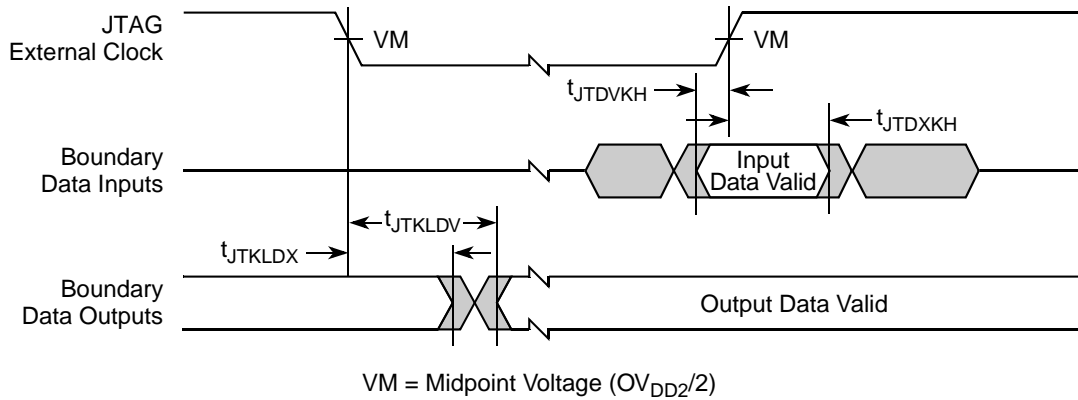 JTAG
External Clock
VM
VM
tJTDVKH
tJTDXKH
Boundary
Data Inputs
Input
Data Valid
tJTKLDV
tJTKLDX
Boundary
Data Outputs
Output Data Valid
VM = Midpoint Voltage (OVDD2/2)